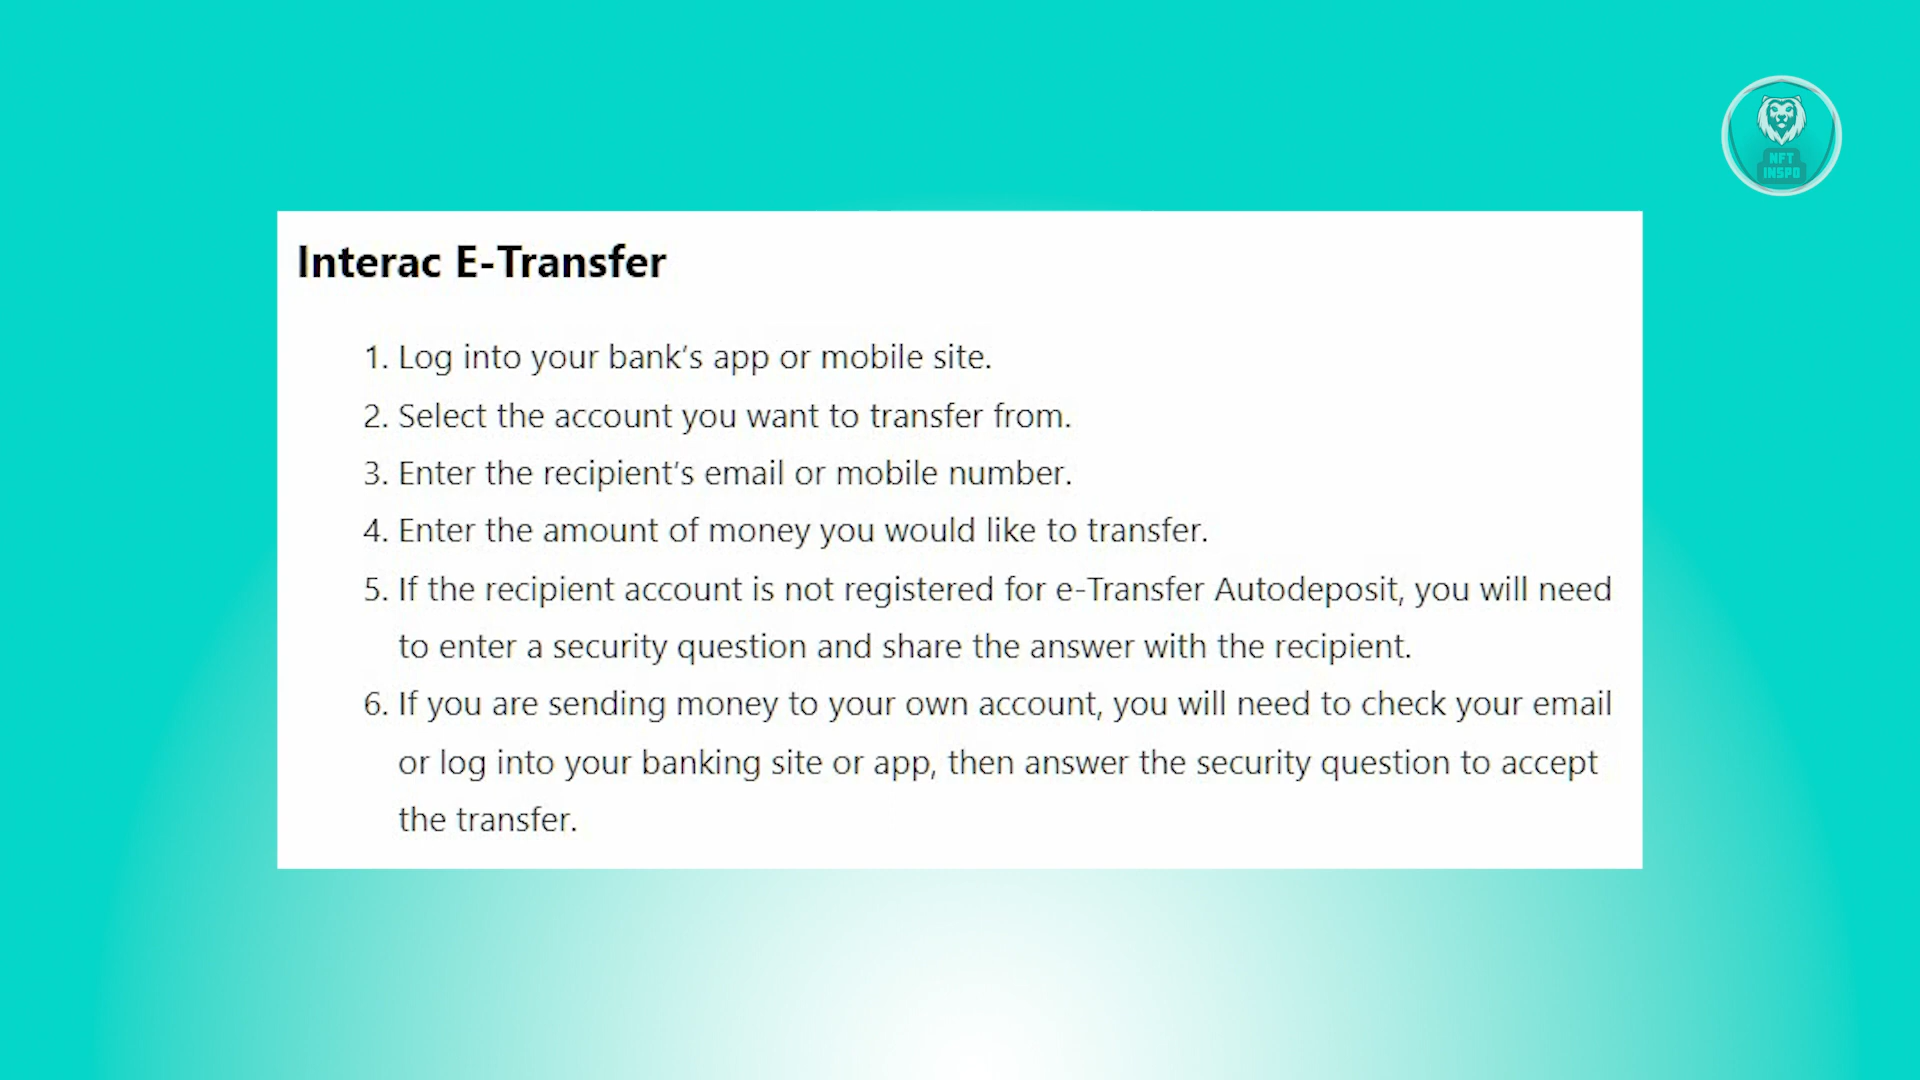 NFT
INSPO
Interac E-Transfer
1. Log into your bank's app or mobile site.
2. Select the account you want to transfer from.
3. Enter the recipient's email or mobile number.
4. Enter the amount of money you would like to transfer.
5. If the recipient account is not registered for e-Transfer Autodeposit, you will need
to enter a security question and share the answer with the recipient.
6. If you are sending money to your own account, you will need to check your email
or log into your banking site or app, then answer the security question to accept
the transfer.